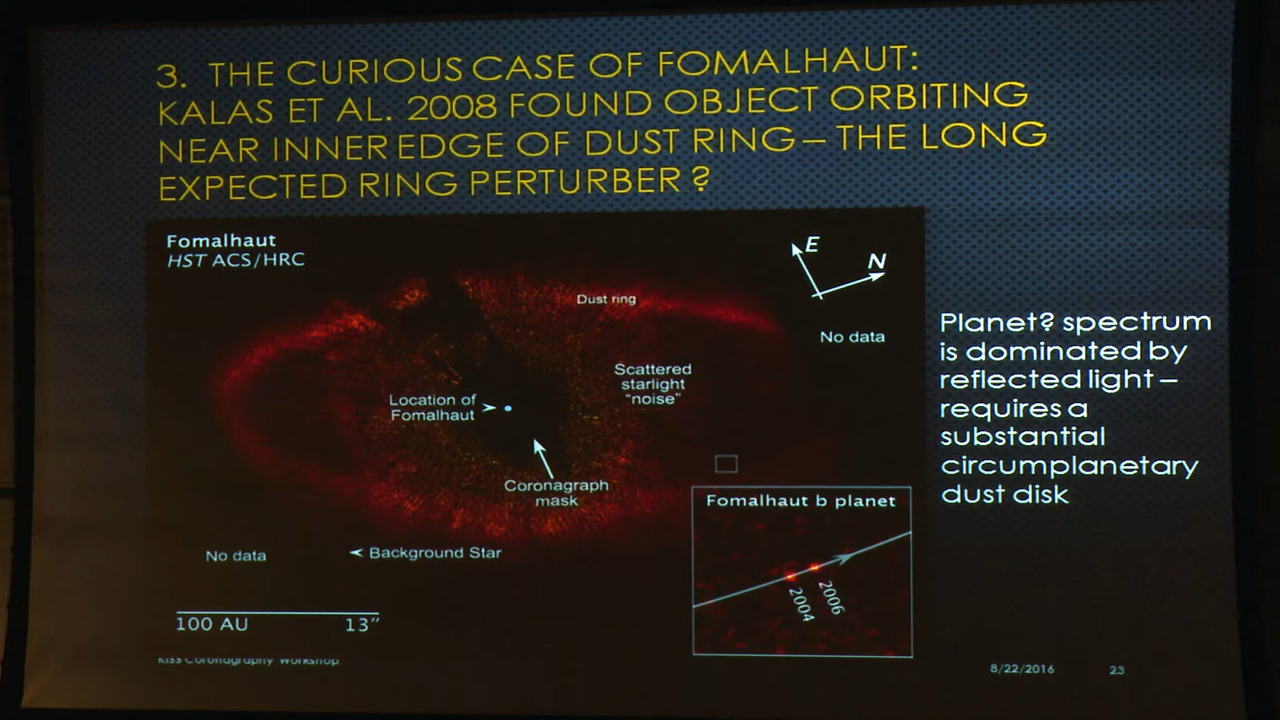 3. THE CURIOUS CASE OF FOMALHAUT:
KALAS ET AL. 2008 FOUND OBJECT ORBITING
NEAR INNER EDGE OF DUST RING – THE LONG
EXPECTED RING PERTURBER ?
Fomalhaut
HST ACS/HRC
E
N
Dust ring
No data
Scattered
starlight
"noise"
Location of
Fomalhaut
Coronagraph
mask
Planet? spectrum
is dominated by
reflected light –
requires a
substantial
circumplanetary
dust disk
Fomalhaut b planet
2006
2004
No data
Background Star
100 AU
13"
KISS Coronagraphy Workshop
8/22/2016
23